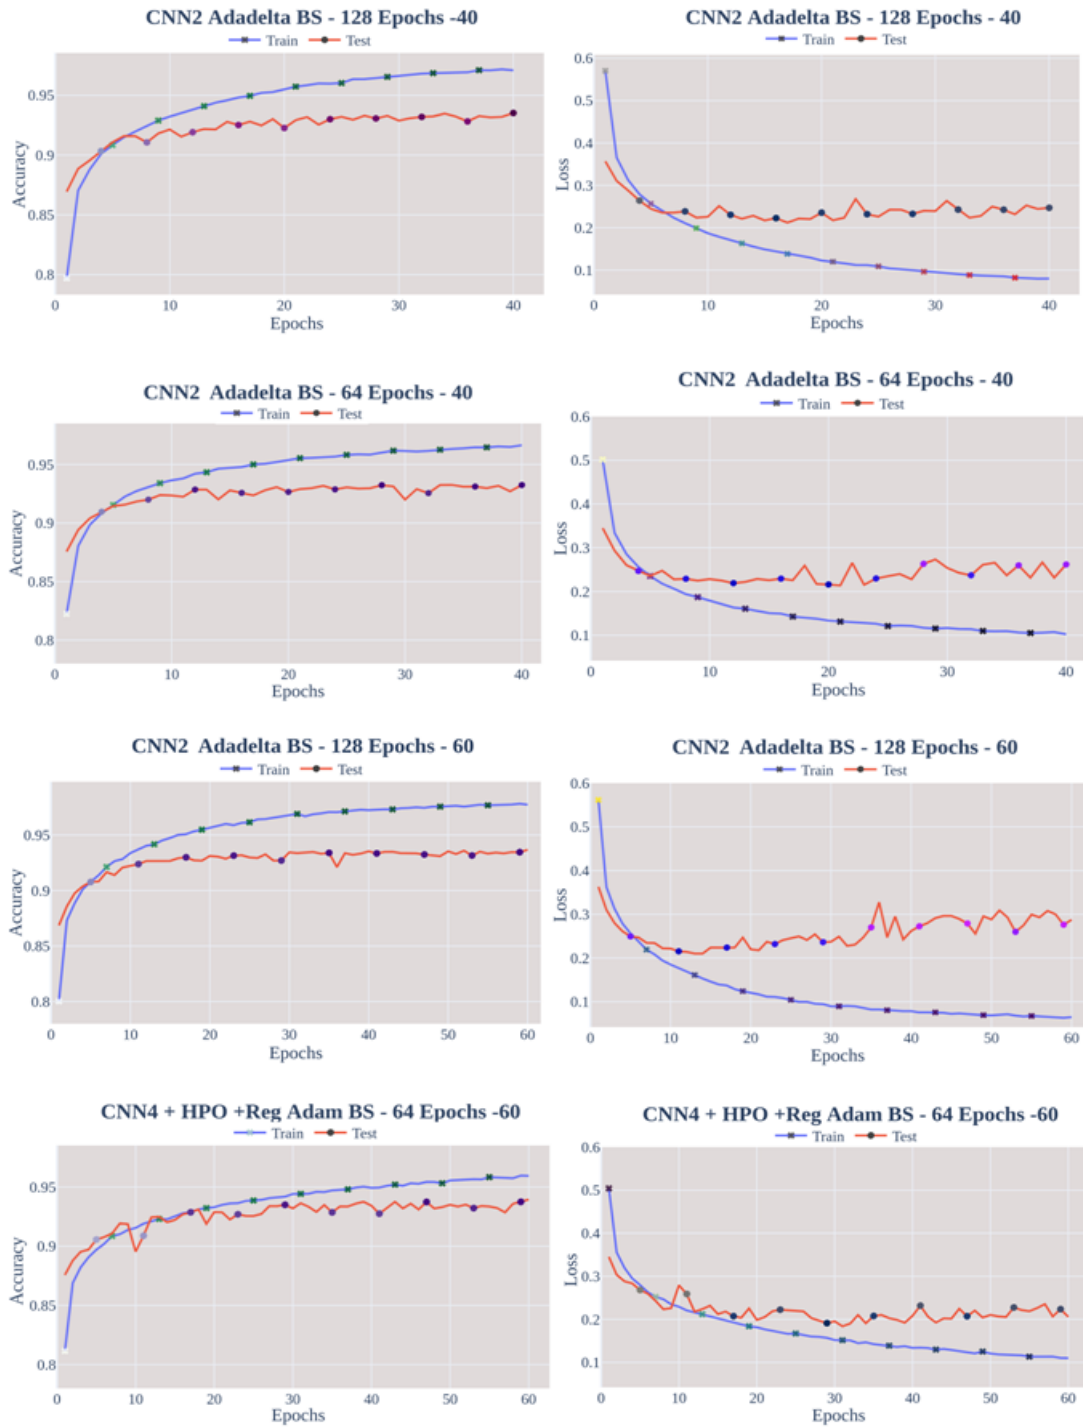 CNN2 Adadelta BS - 128 Epochs -40
Train Test
0.95
0.9
0.85
0.8
Accuracy
0 10 20 30 40
Epochs
CNN2 Adadelta BS - 128 Epochs - 40
Train Test
0.6
0.5
0.4
0.3
0.2
0.1
Loss
0 10 20 30 40
Epochs
CNN2 Adadelta BS - 64 Epochs - 40
Train Test
0.95
0.9
0.85
0.8
Accuracy
0 10 20 30 40
Epochs
CNN2 Adadelta BS - 64 Epochs - 40
Train Test
0.6
0.5
0.4
0.3
0.2
0.1
Loss
0 10 20 30 40
Epochs
CNN2 Adadelta BS - 128 Epochs - 60
Train Test
0.95
0.9
0.85
0.8
Accuracy
0 10 20 30 40 50 60
Epochs
CNN2 Adadelta BS - 128 Epochs - 60
Train Test
0.6
0.5
0.4
0.3
0.2
0.1
Loss
0 10 20 30 40 50 60
Epochs
CNN4 + HPO +Reg Adam BS - 64 Epochs -60
Train Test
0.95
0.9
0.85
0.8
Accuracy
0 10 20 30 40 50 60
Epochs
CNN4 + HPO +Reg Adam BS - 64 Epochs -60
Train Test
0.6
0.5
0.4
0.3
0.2
0.1
Loss
0 10 20 30 40 50 60
Epochs